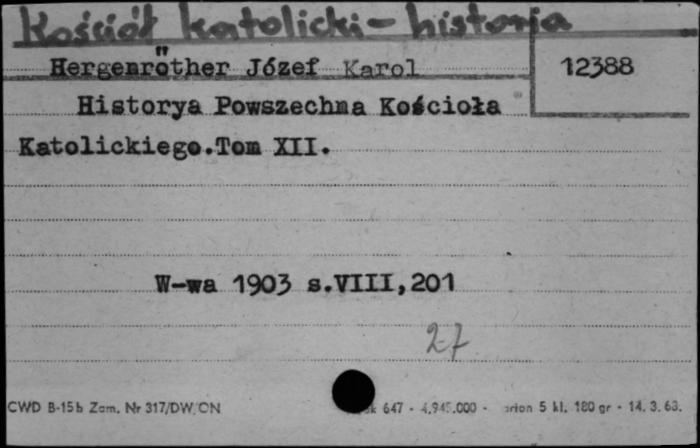 Kościół katolicki - historja
Hergenröther Józef Karol 12388
Historya Powszechna Kościoła
Katolickiego.Tom XII.
W-wa 1903 s.VIII,201
27
CWD B-15b Zam. Nr 317/DW/ON 647 - 4.945.000 - 5 kl. 180 gr - 14. 3. 63.